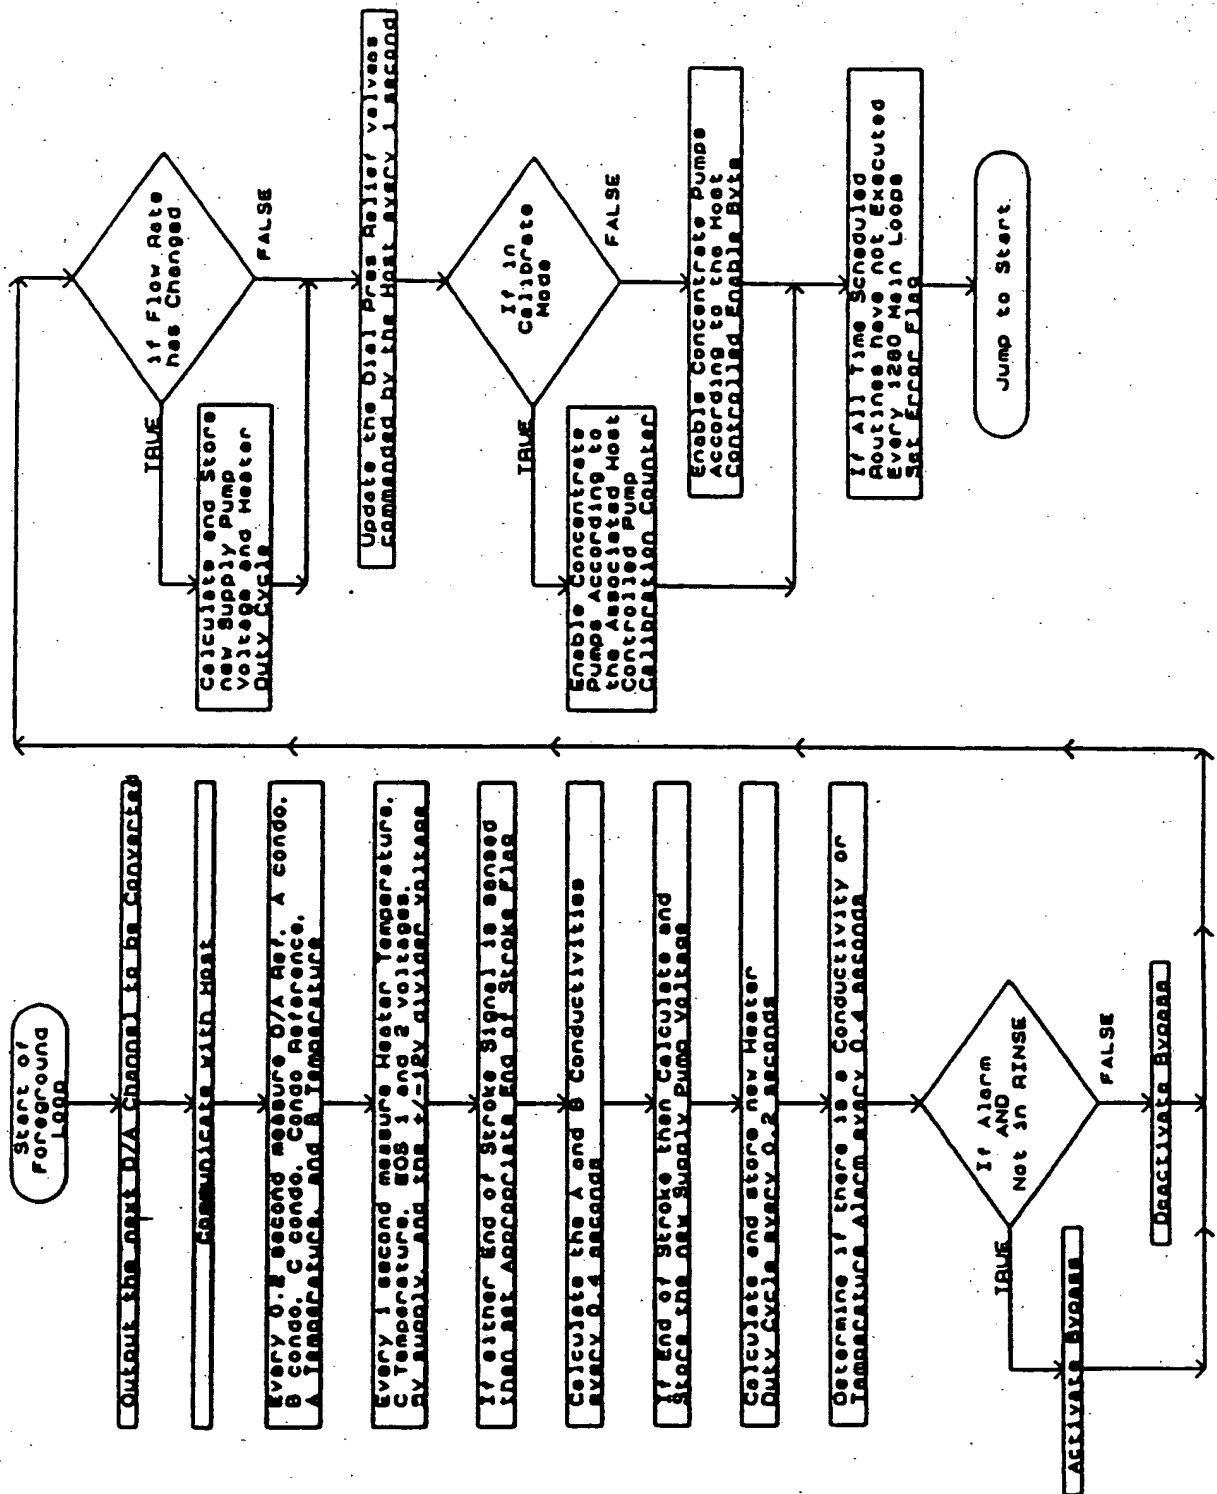 Start of
Foreground
Loop
Output the next D/A Channel to be Converted
Communicate with Host
Every 0.2 second measure D/A Ref. A condo.
B condo. C condo. Condo Reference.
A Temperature. and B Temperature
Every 1 second measure Heater Temperature.
C Temperature. EOS 1 and 2 voltages.
supply. and the +/-12V divider voltage
If either End of Stroke Signal is sensed
then set Appropriate End of Stroke Flag
Calculate the A and B Conductivities
every 0.4 seconds
If End of Stroke then Calculate and
Store the new Supply Pump Voltage
Calculate and store new Heater
Duty Cycle every 0.2 seconds
Determine if there is a Conductivity or
Temperature Alarm every 0.4 seconds
If Alarm
AND
Not in RINSE
TRUE
FALSE
Activate Bypass
Deactivate Bypass
if Flow Rate
has Changed
TRUE
FALSE
Calculate and Store
new Supply Pump
Voltage and Heater
Duty Cycle
Update the Dial Pres Relief valves
commanded by the Host every 1 second
If in
Calibrate
Mode
TRUE
FALSE
Enable Concentrate
Pumps According to
the Associated Host
Controlled Pump
Calibration Counter
Enable Concentrate Pumps
According to the Host
Controlled Enable Byte
If All Time Scheduled
Routines have not Executed
Every 1280 Main Loops
Set Error Flag
Jump to Start